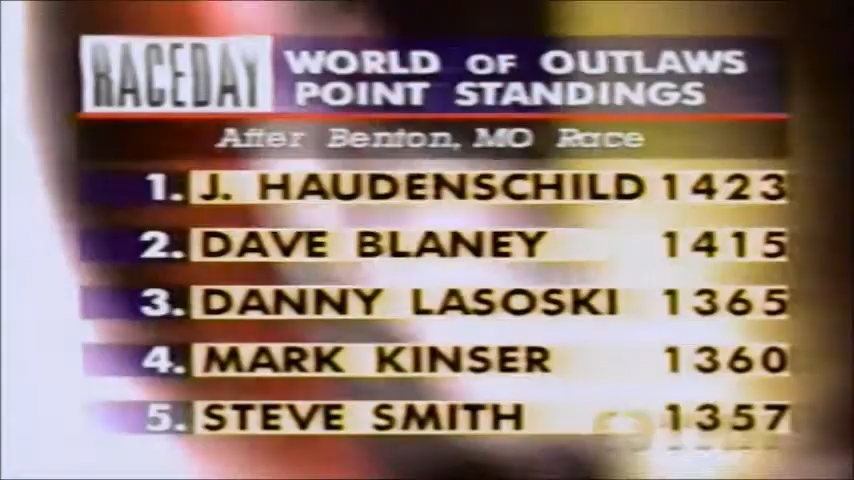 RACEDAY
WORLD OF OUTLAWS
POINT STANDINGS
After Benton, MO Race
1. J. HAUDENSCHILD 1423
2. DAVE BLANEY 1415
3. DANNY LASOSKI 1365
4. MARK KINSER 1360
5. STEVE SMITH 1357